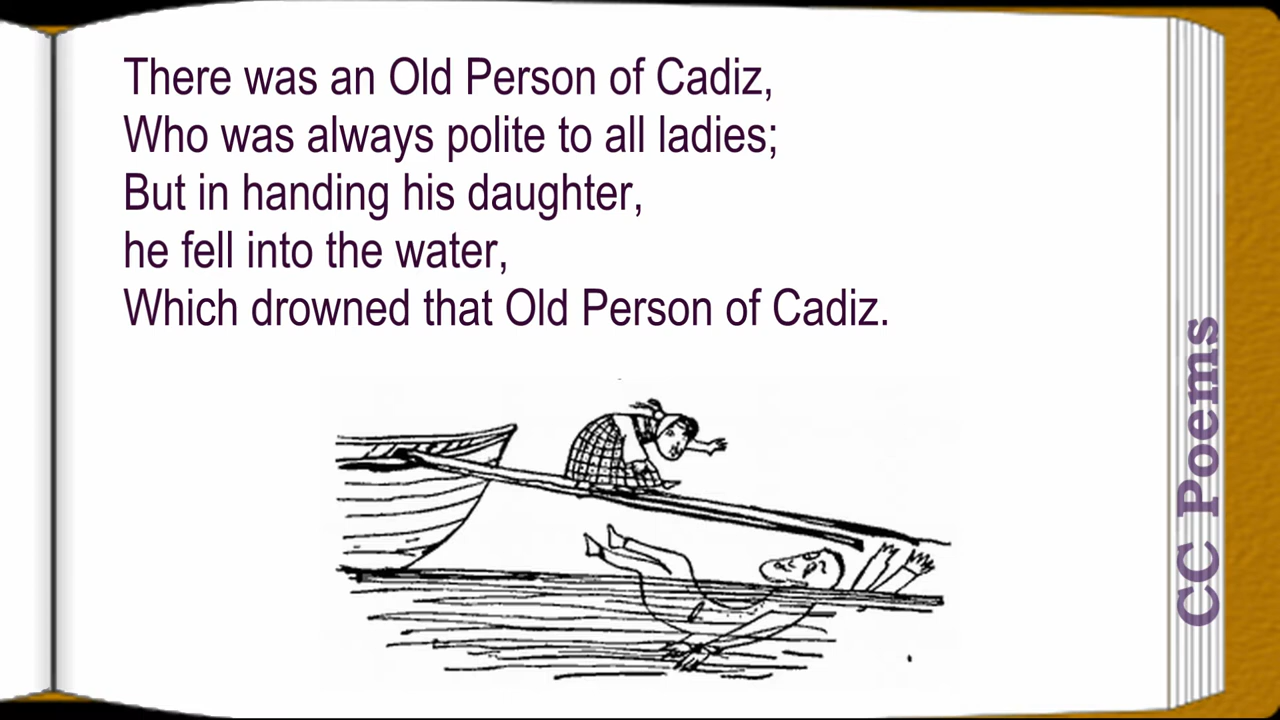 There was an Old Person of Cadiz,
Who was always polite to all ladies;
But in handing his daughter,
he fell into the water,
Which drowned that Old Person of Cadiz.
CC Poems